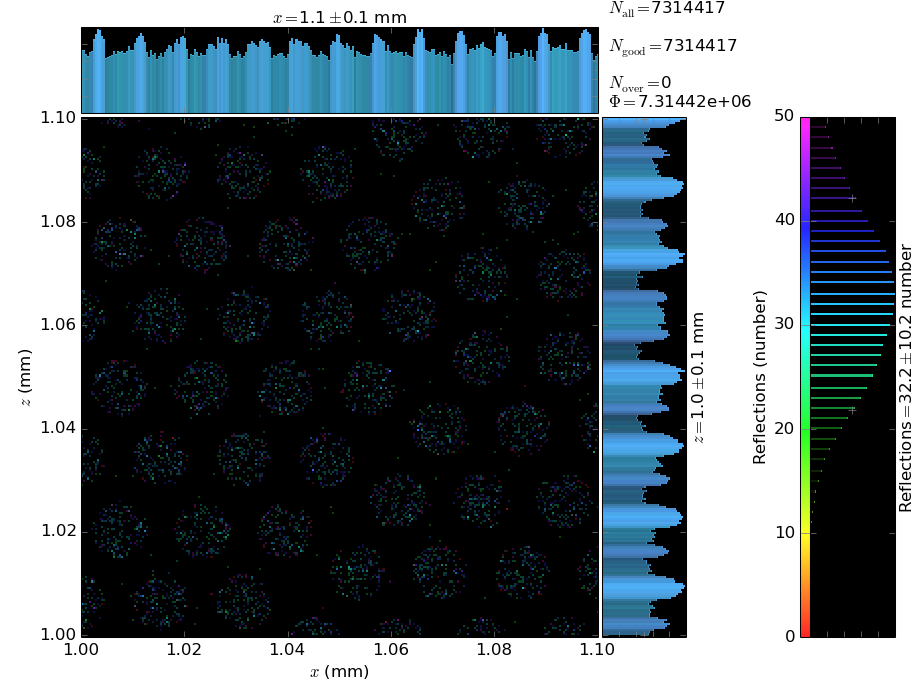 x = 1.1 ± 0.1 mm
N_all = 7314417
N_good = 7314417
N_over = 0
Φ = 7.31442e+06
1.10
1.08
1.06
1.04
1.02
1.00
z (mm)
1.00 1.02 1.04 1.06 1.08 1.10
x (mm)
z = 1.0 ± 0.1 mm
50
40
30
20
10
0
Reflections (number)
Reflections = 32.2 ± 10.2 number